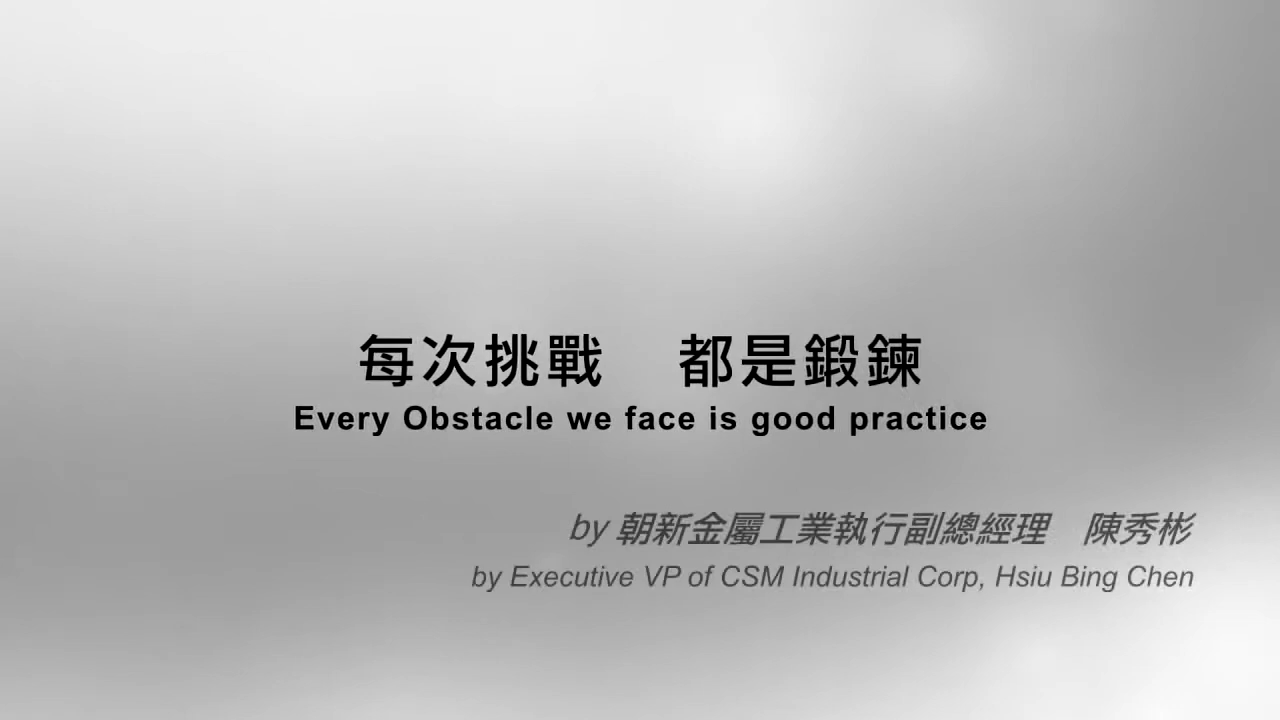 每次挑戰　都是鍛鍊
Every Obstacle we face is good practice
by 朝新金屬工業執行副總經理　陳秀彬
by Executive VP of CSM Industrial Corp, Hsiu Bing Chen